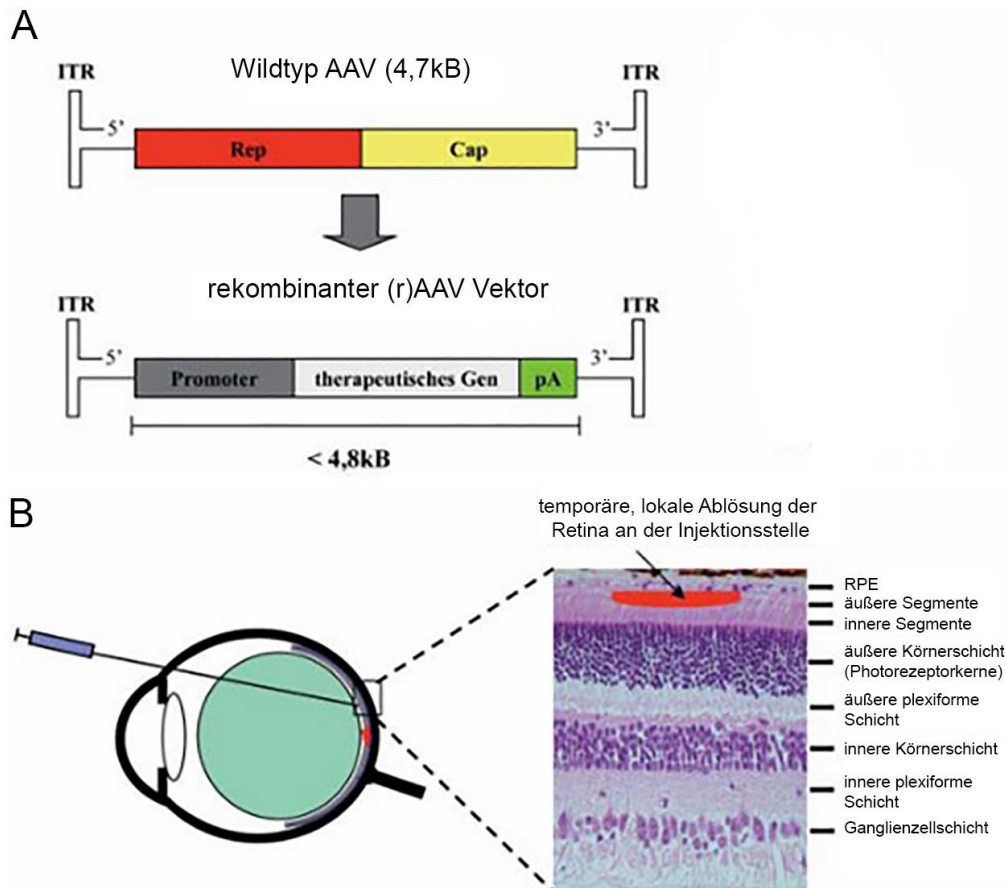 A
Wildtyp AAV (4,7kB)
ITR
ITR
5'
3'
Rep
Cap
rekombinanter (r)AAV Vektor
ITR
ITR
5'
3'
Promoter
therapeutisches Gen
pA
< 4,8kB
B
temporäre, lokale Ablösung der
Retina an der Injektionsstelle
RPE
äußere Segmente
innere Segmente
äußere Körnerschicht
(Photorezeptorkerne)
äußere plexiforme
Schicht
innere Körnerschicht
innere plexiforme
Schicht
Ganglienzellschicht